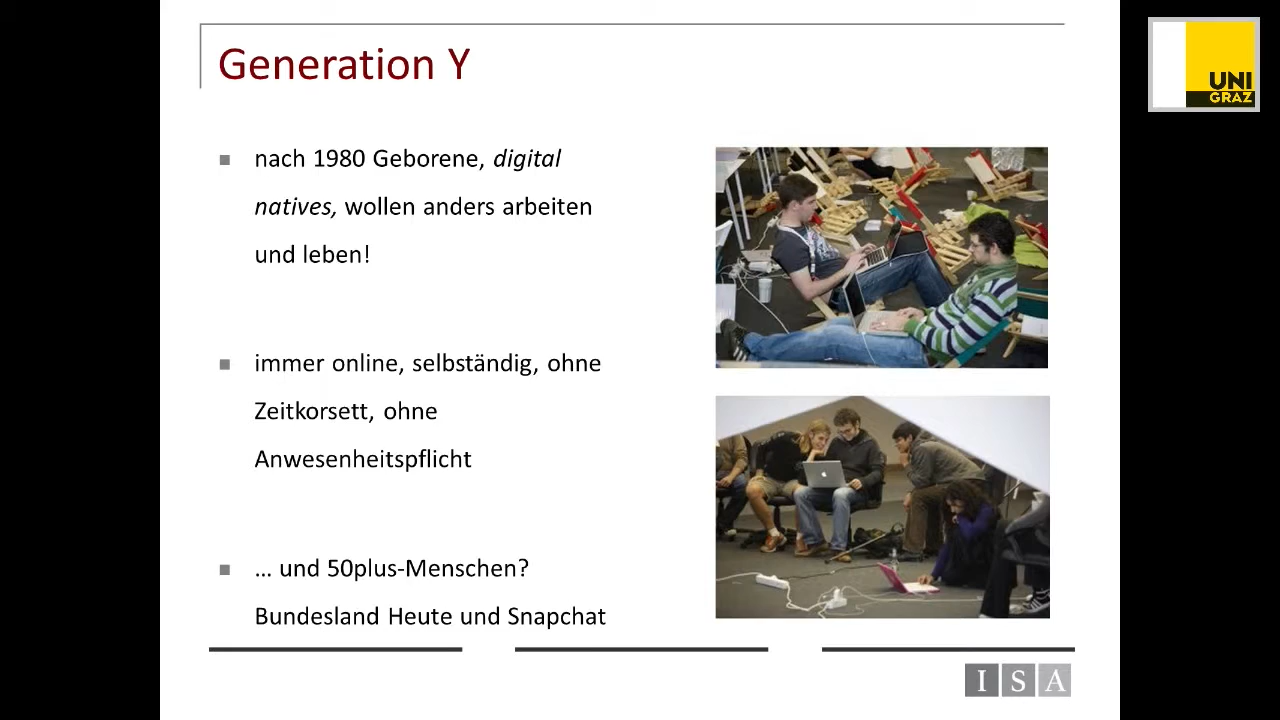 Generation Y
nach 1980 Geborene, digital
natives, wollen anders arbeiten
und leben!
immer online, selbständig, ohne
Zeitkorsett, ohne
Anwesenheitspflicht
... und 50plus-Menschen?
Bundesland Heute und Snapchat
UNI
GRAZ
I S A